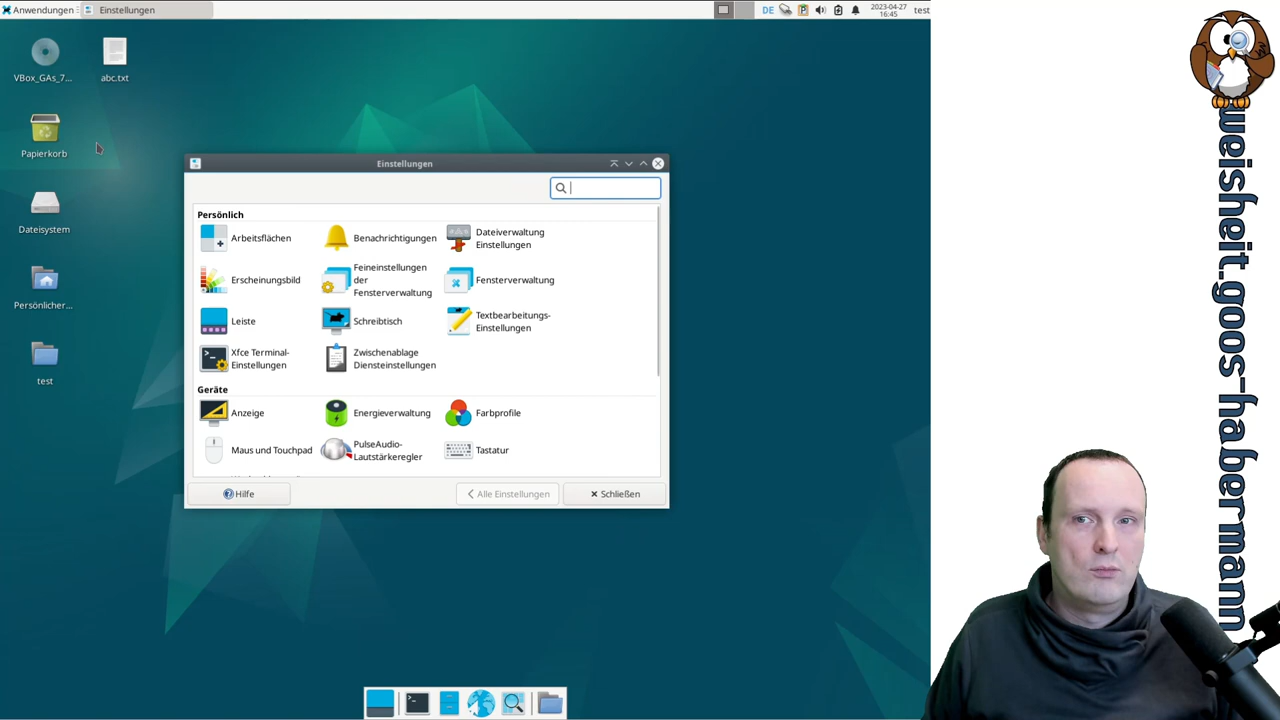 Anwendungen
Einstellungen
DE
2023-04-27
16:45
test
VBox_GAs_7...
abc.txt
Papierkorb
Dateisystem
Persönlicher...
test
Einstellungen
Persönlich
Arbeitsflächen
Benachrichtigungen
Dateiverwaltung
Einstellungen
Erscheinungsbild
Feineinstellungen
der
Fensterverwaltung
Fensterverwaltung
Leiste
Schreibtisch
Textbearbeitungs-
Einstellungen
Xfce Terminal-
Einstellungen
Zwischenablage
Diensteinstellungen
Geräte
Anzeige
Energieverwaltung
Farbprofile
Maus und Touchpad
PulseAudio-
Lautstärkeregler
Tastatur
Hilfe
Alle Einstellungen
Schließen
weisheit.goos-habermann